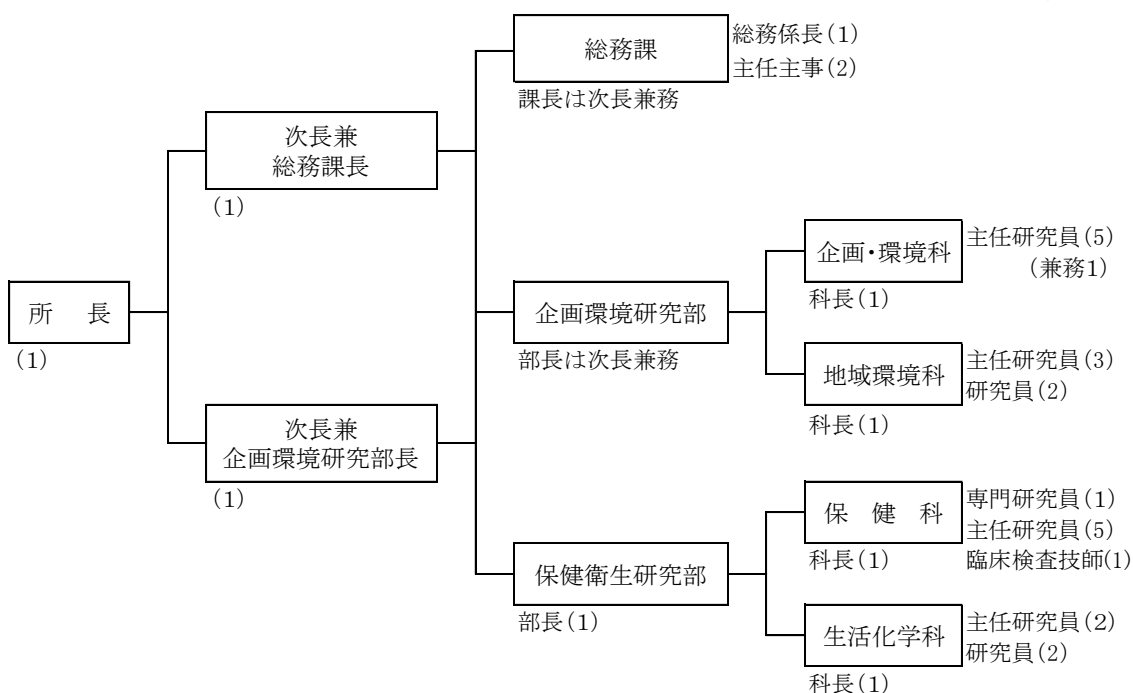 総務課
総務係長(1)
主任主事(2)
課長は次長兼務
次長兼
総務課長
(1)
企画・環境科
主任研究員(5)
(兼務1)
科長(1)
所　長
(1)
企画環境研究部
部長は次長兼務
地域環境科
主任研究員(3)
研究員(2)
科長(1)
次長兼
企画環境研究部長
(1)
保　健　科
専門研究員(1)
主任研究員(5)
臨床検査技師(1)
科長(1)
保健衛生研究部
部長(1)
生活化学科
主任研究員(2)
研究員(2)
科長(1)